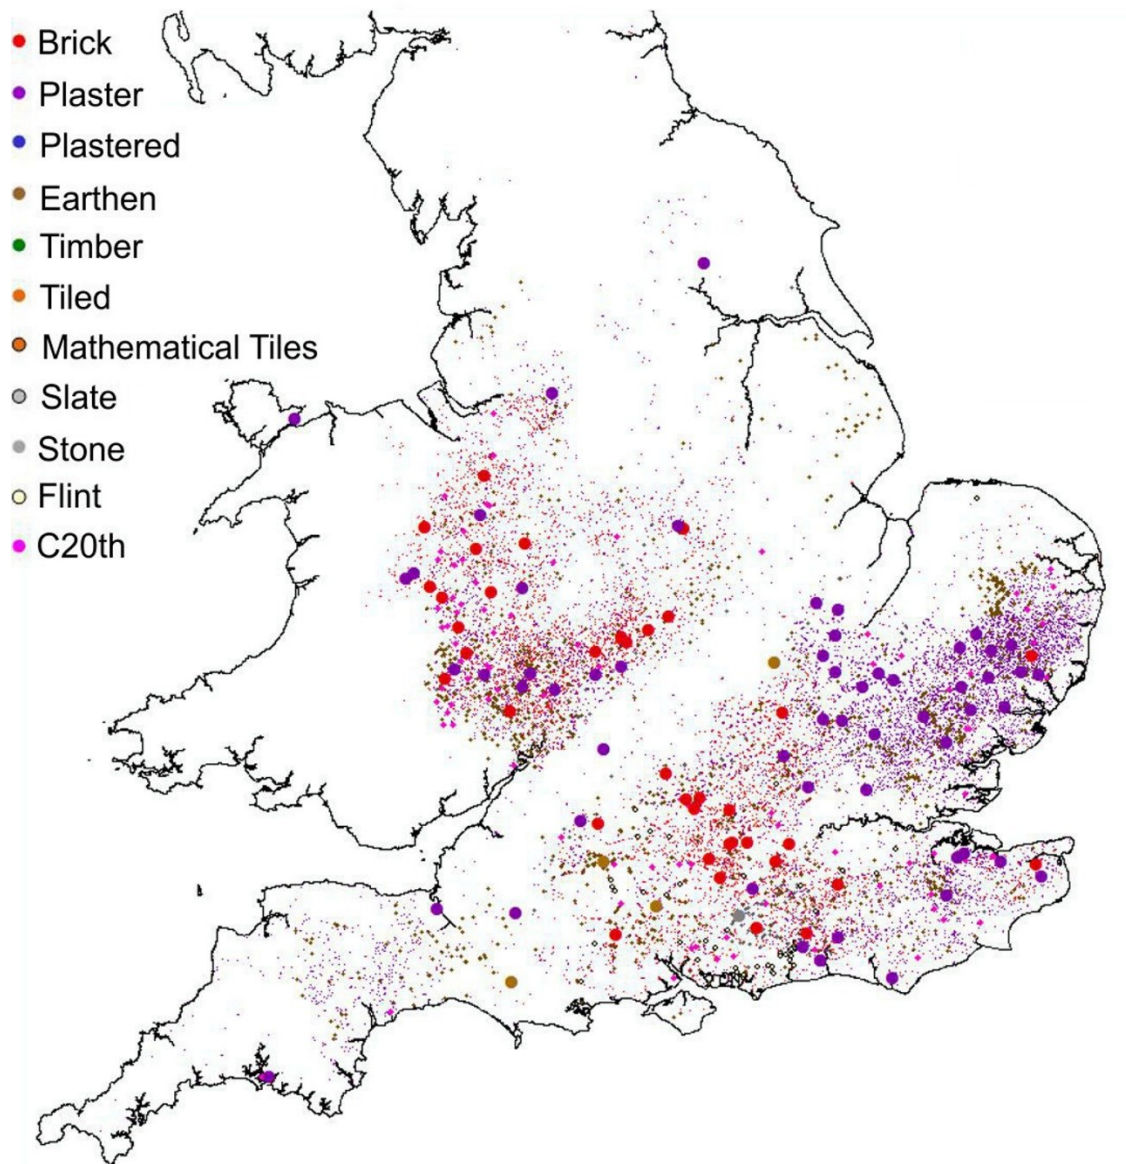 Brick
Plaster
Plastered
Earthen
Timber
Tiled
Mathematical Tiles
Slate
Stone
Flint
C20th